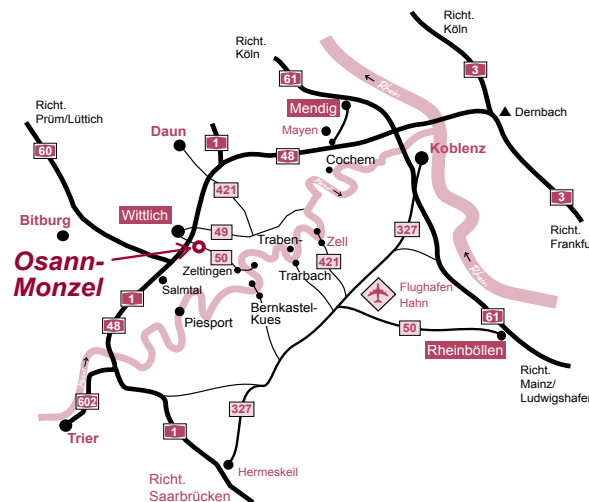 Richt.
Köln
Richt.
Köln
3
61
Rhein
Richt.
Prüm/Lüttich
Mendig
Dernbach
Daun
1
Mayen
60
48
Cochem
Koblenz
421
3
Bitburg
Wittlich
49
327
Richt.
Frankfu
Traben-
Zell
50
Osann-
Monzel
Zeltingen
421
Rhein
Trarbach
Salmtal
Flughafen
Hahn
1
Bernkastel-
Kues
Piesport
61
48
50
Rheinböllen
Mosel
Richt.
Mainz/
Ludwigshafe
602
327
Trier
1
Hermeskeil
Richt.
Saarbrücken